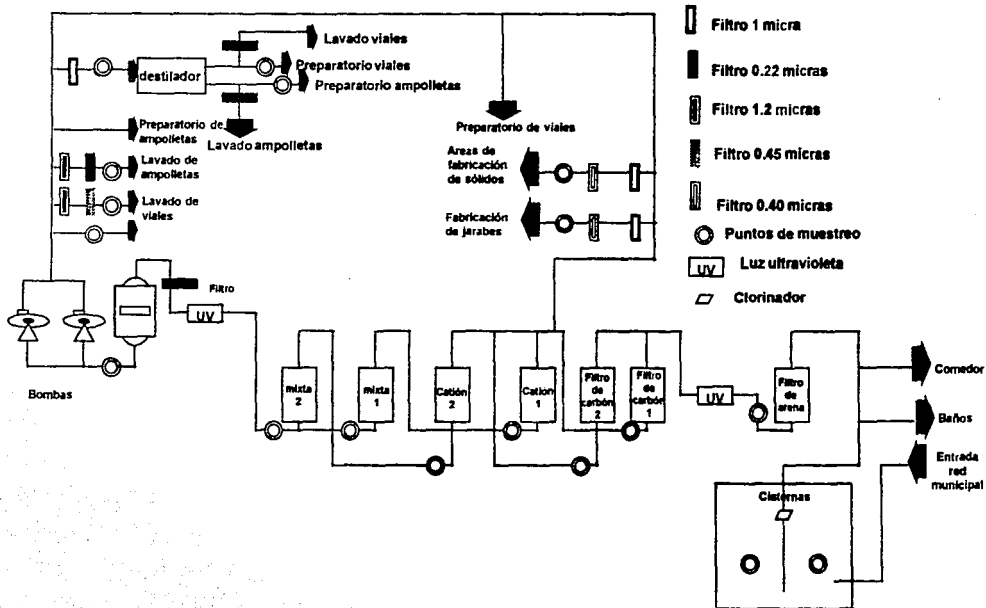 Lavado viales
Preparatorio viales
Preparatorio ampolletas
destilador
Lavado ampolletas
Preparatorio de
ampolletas
Lavado de
ampolletas
Lavado de
viales
Preparatorio de viales
Areas de
fabricación
de sólidos
Fabricación
de jarabes
Filtro 1 micra
Filtro 0.22 micras
Filtro 1.2 micras
Filtro 0.45 micras
Filtro 0.40 micras
Puntos de muestreo
UV
Luz ultravioleta
Clorinador
Filtro
UV
Bombas
mixta
2
mixta
1
Catión
2
Catión
1
Filtro
de
carbón
2
Filtro
de
carbón 1
UV
Filtro
de
arena
Comedor
Baños
Entrada
red
municipal
Cisternas